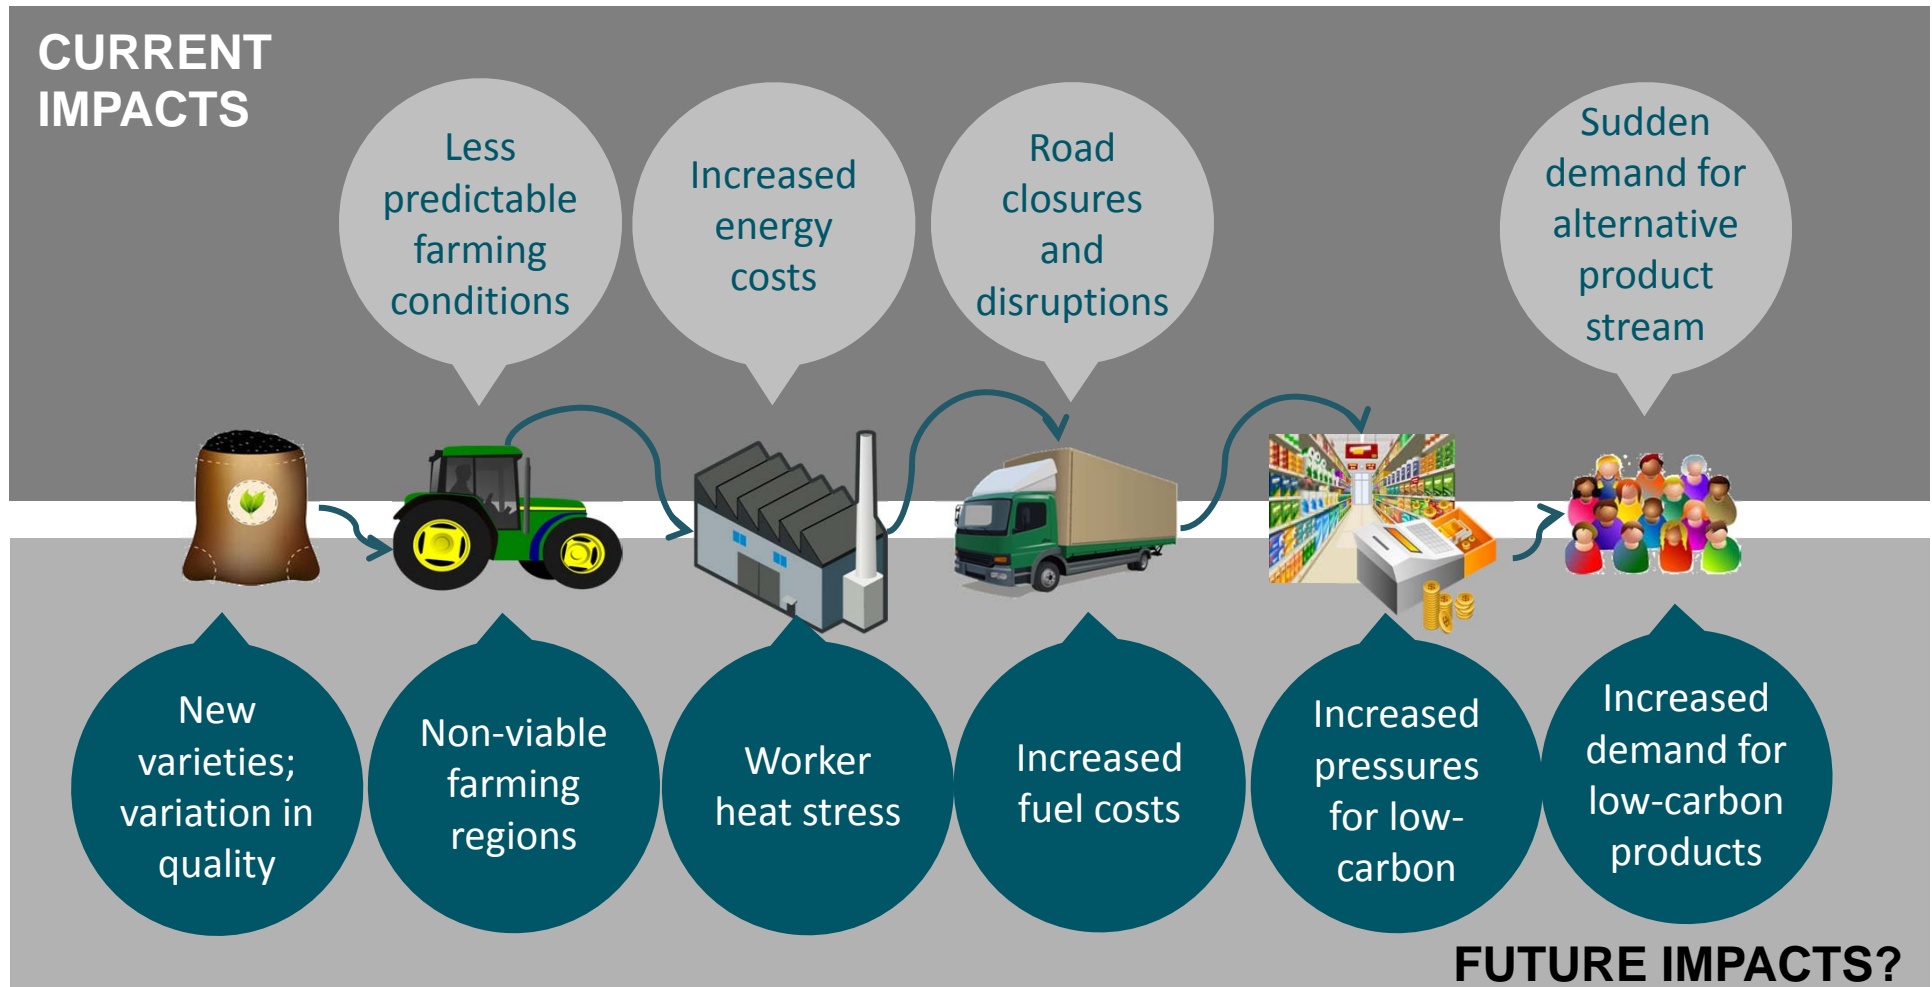 CURRENT
IMPACTS
Less
predictable
farming
conditions
Increased
energy
costs
Road
closures
and
disruptions
Sudden
demand for
alternative
product
stream
New
varieties;
variation in
quality
Non-viable
farming
regions
Worker
heat stress
Increased
fuel costs
Increased
pressures
for low-
carbon
Increased
demand for
low-carbon
products
FUTURE IMPACTS?